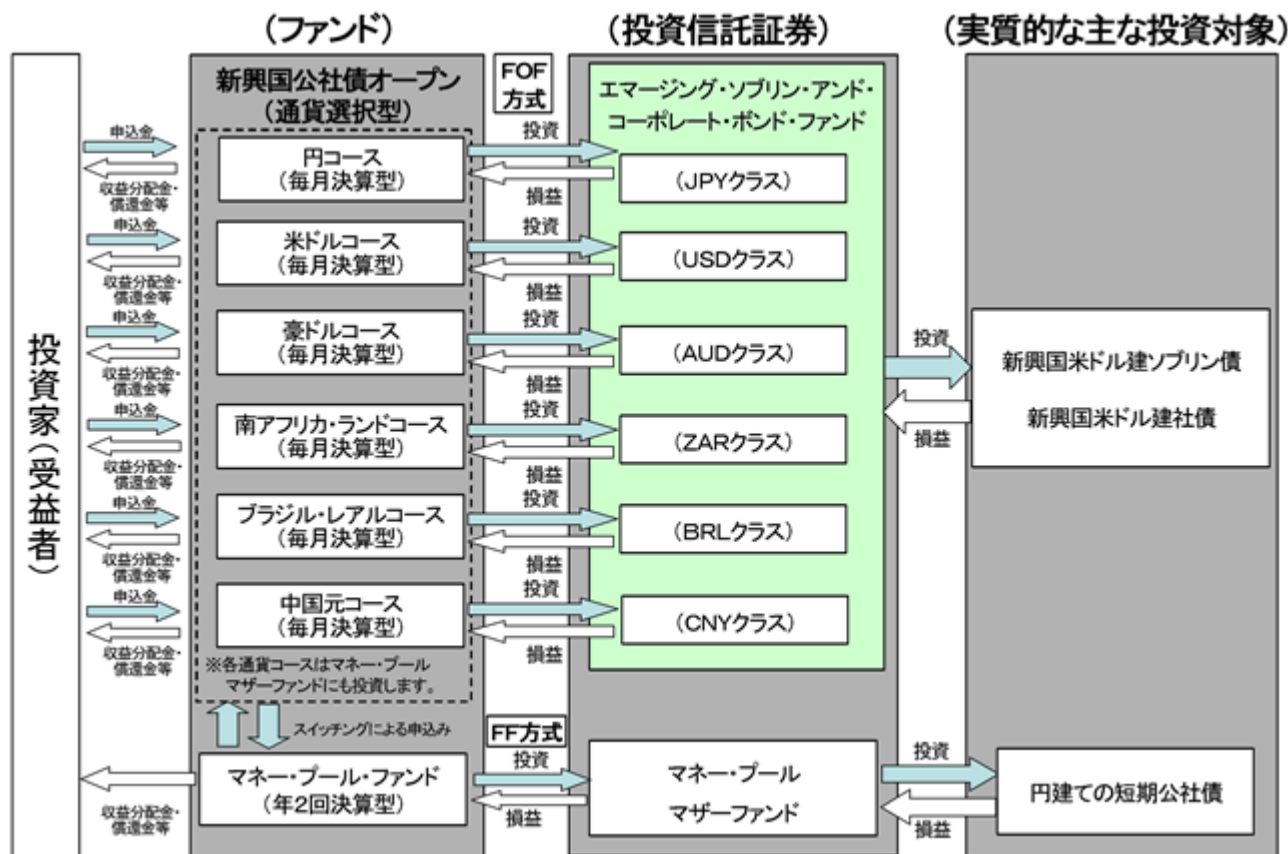 (ファンド)
(投資信託証券)
(実質的な主な投資対象)
投資家(受益者)
新興国公社債オープン
(通貨選択型)
FOF
方式
エマージング・ソブリン・アンド・
コーポレート・ボンド・ファンド
申込金
収益分配金・
償還金等
円コース
(毎月決算型)
投資
損益
(JPYクラス)
申込金
収益分配金・
償還金等
米ドルコース
(毎月決算型)
投資
損益
(USDクラス)
申込金
収益分配金・
償還金等
豪ドルコース
(毎月決算型)
投資
損益
(AUDクラス)
申込金
収益分配金・
償還金等
南アフリカ・ランドコース
(毎月決算型)
投資
損益
(ZARクラス)
申込金
収益分配金・
償還金等
ブラジル・レアルコース
(毎月決算型)
投資
損益
(BRLクラス)
申込金
収益分配金・
償還金等
中国元コース
(毎月決算型)
投資
損益
(CNYクラス)
※各通貨コースはマネー・プール
マザーファンドにも投資します。
投資
損益
新興国米ドル建ソブリン債
新興国米ドル建社債
スイッチングによる申込み
FF方式
収益分配金・
償還金等
マネー・プール・ファンド
(年2回決算型)
投資
損益
マネー・プール
マザーファンド
投資
損益
円建ての短期公社債